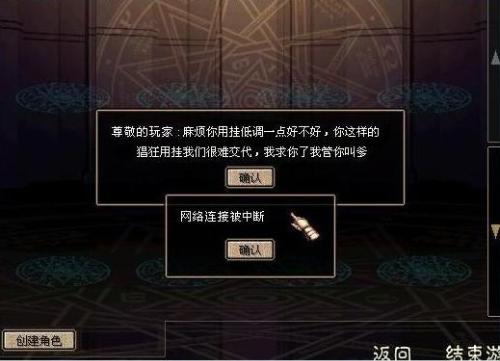 尊敬的玩家:麻烦你用挂低调一点好不好，你这样的
猖狂用挂我们很难交代，我求你了我管你叫爹
确认
网络连接被中断
确认
创建角色
返回
结束游